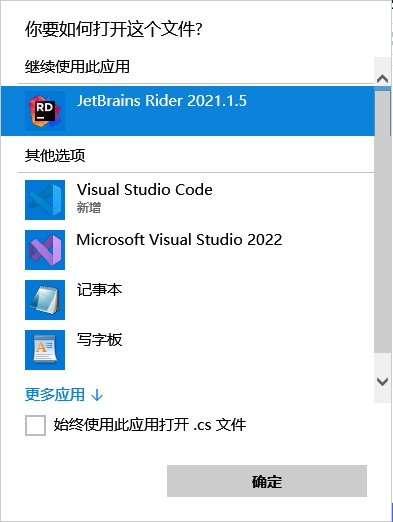 你要如何打开这个文件?
继续使用此应用
RD
JetBrains Rider 2021.1.5
其他选项
Visual Studio Code
新增
Microsoft Visual Studio 2022
记事本
写字板
更多应用 ↓
始终使用此应用打开 .cs 文件
确定